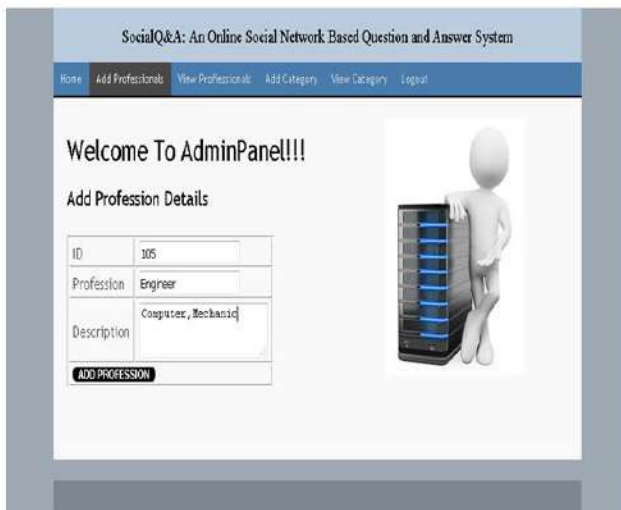 SocialQ&A: An Online Social Network Based Question and Answer System
Home Add Professionals View Professionals Add Category View Category Logout
Welcome To AdminPanel!!!
Add Profession Details
ID 105
Profession Engreer
Description Computer,Mechanic
ADD PROFESSION